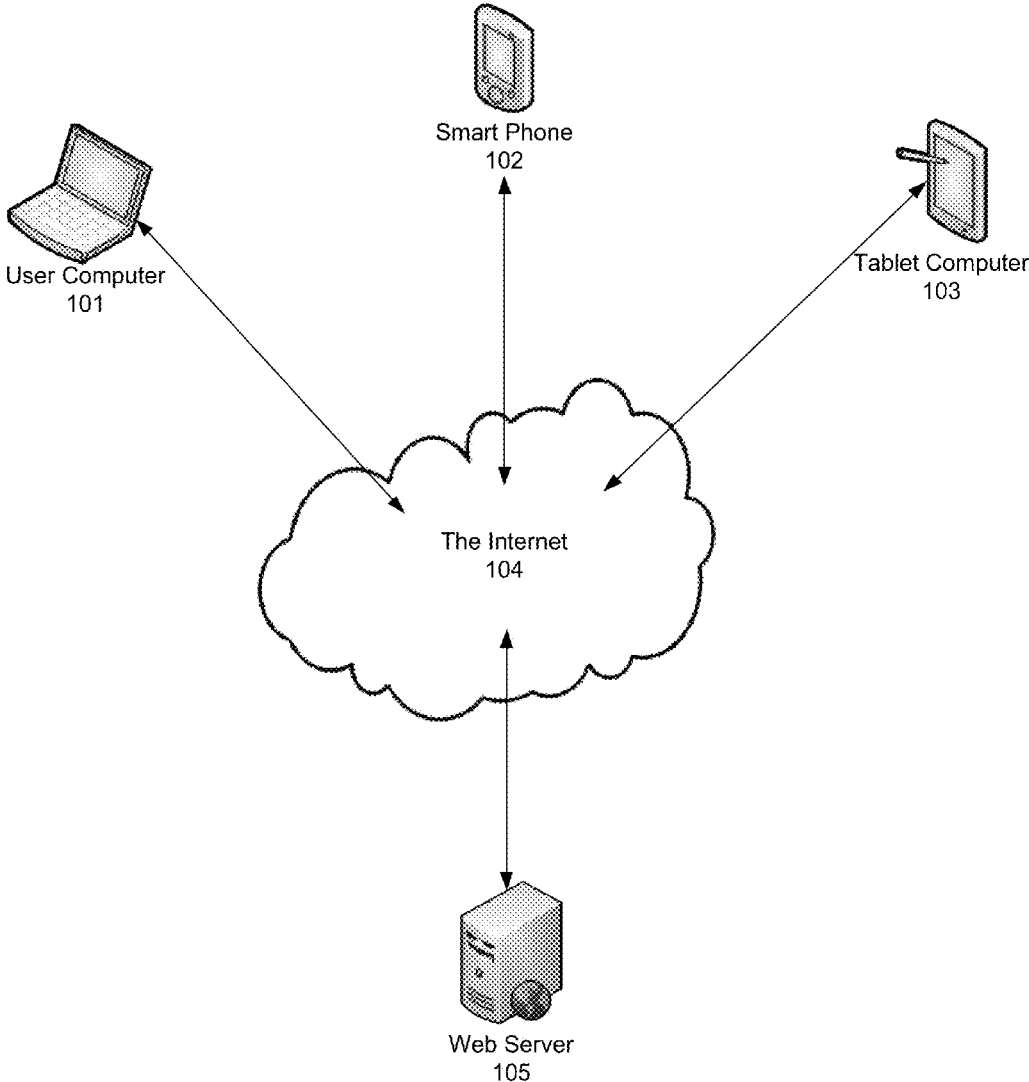 Smart Phone
102
User Computer
101
Tablet Computer
103
The Internet
104
Web Server
105